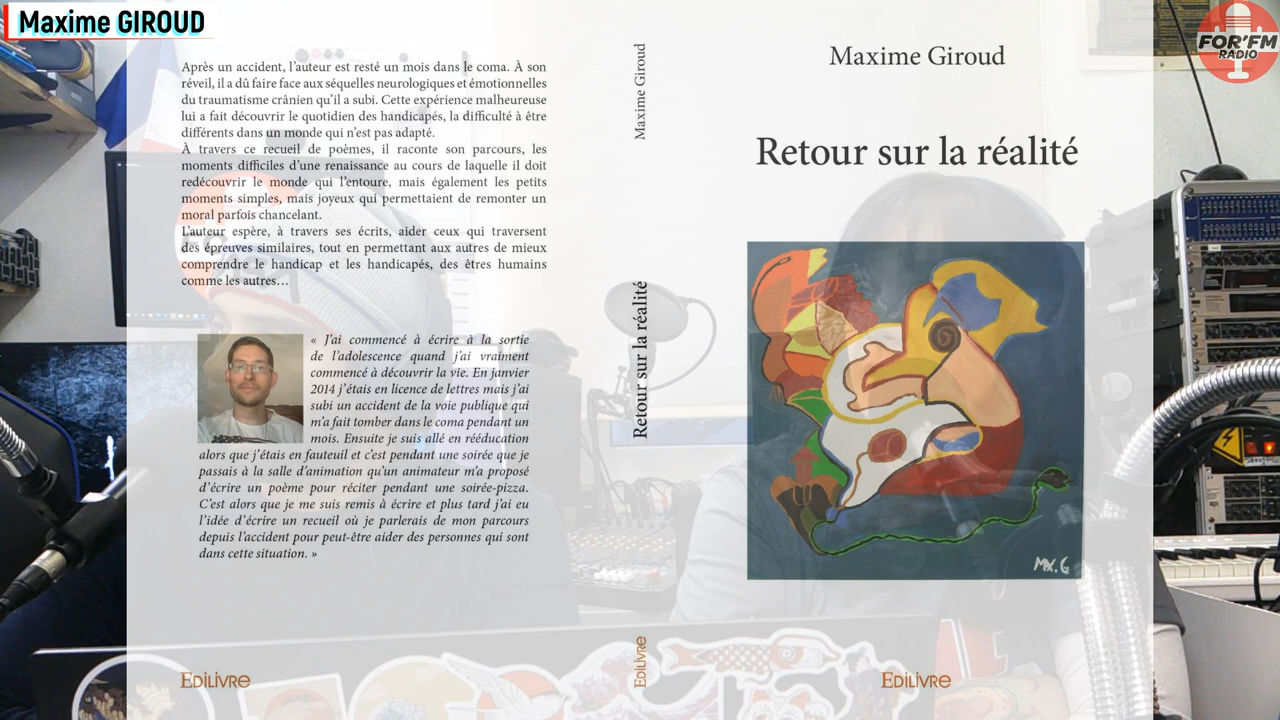 Maxime GIROUD
FOR'FM
RADIO
Après un accident, l'auteur est resté un mois dans le coma. À son
réveil, il a dû faire face aux séquelles neurologiques et émotionnelles
du traumatisme crânien qu'il a subi. Cette expérience malheureuse
lui a fait découvrir le quotidien des handicapés, la difficulté à être
différents dans un monde qui n'est pas adapté.
À travers ce recueil de poèmes, il raconte son parcours, les
moments difficiles d'une renaissance au cours de laquelle il doit
redécouvrir le monde qui l'entoure, mais également les petits
moments simples, mais joyeux qui permettaient de remonter un
moral parfois chancelant.
L'auteur espère, à travers ses écrits, aider ceux qui traversent
des épreuves similaires, tout en permettant aux autres de mieux
comprendre le handicap et les handicapés, des êtres humains
comme les autres…
« J'ai commencé à écrire à la sortie
de l'adolescence quand j'ai vraiment
commencé à découvrir la vie. En janvier
2014 j'étais en licence de lettres mais j'ai
subi un accident de la voie publique qui
m'a fait tomber dans le coma pendant un
mois. Ensuite je suis allé en rééducation
alors que j'étais en fauteuil et c'est pendant une soirée que je
passais à la salle d'animation qu'un animateur m'a proposé
d'écrire un poème pour réciter pendant une soirée-pizza.
C'est alors que je me suis remis à écrire et plus tard j'ai eu
l'idée d'écrire un recueil où je parlerais de mon parcours
depuis l'accident pour peut-être aider des personnes qui sont
dans cette situation. »
EDILIVRE
Maxime Giroud
Retour sur la réalité
EDILIVRE
Maxime Giroud
Retour sur la réalité
MX.G
EDILIVRE